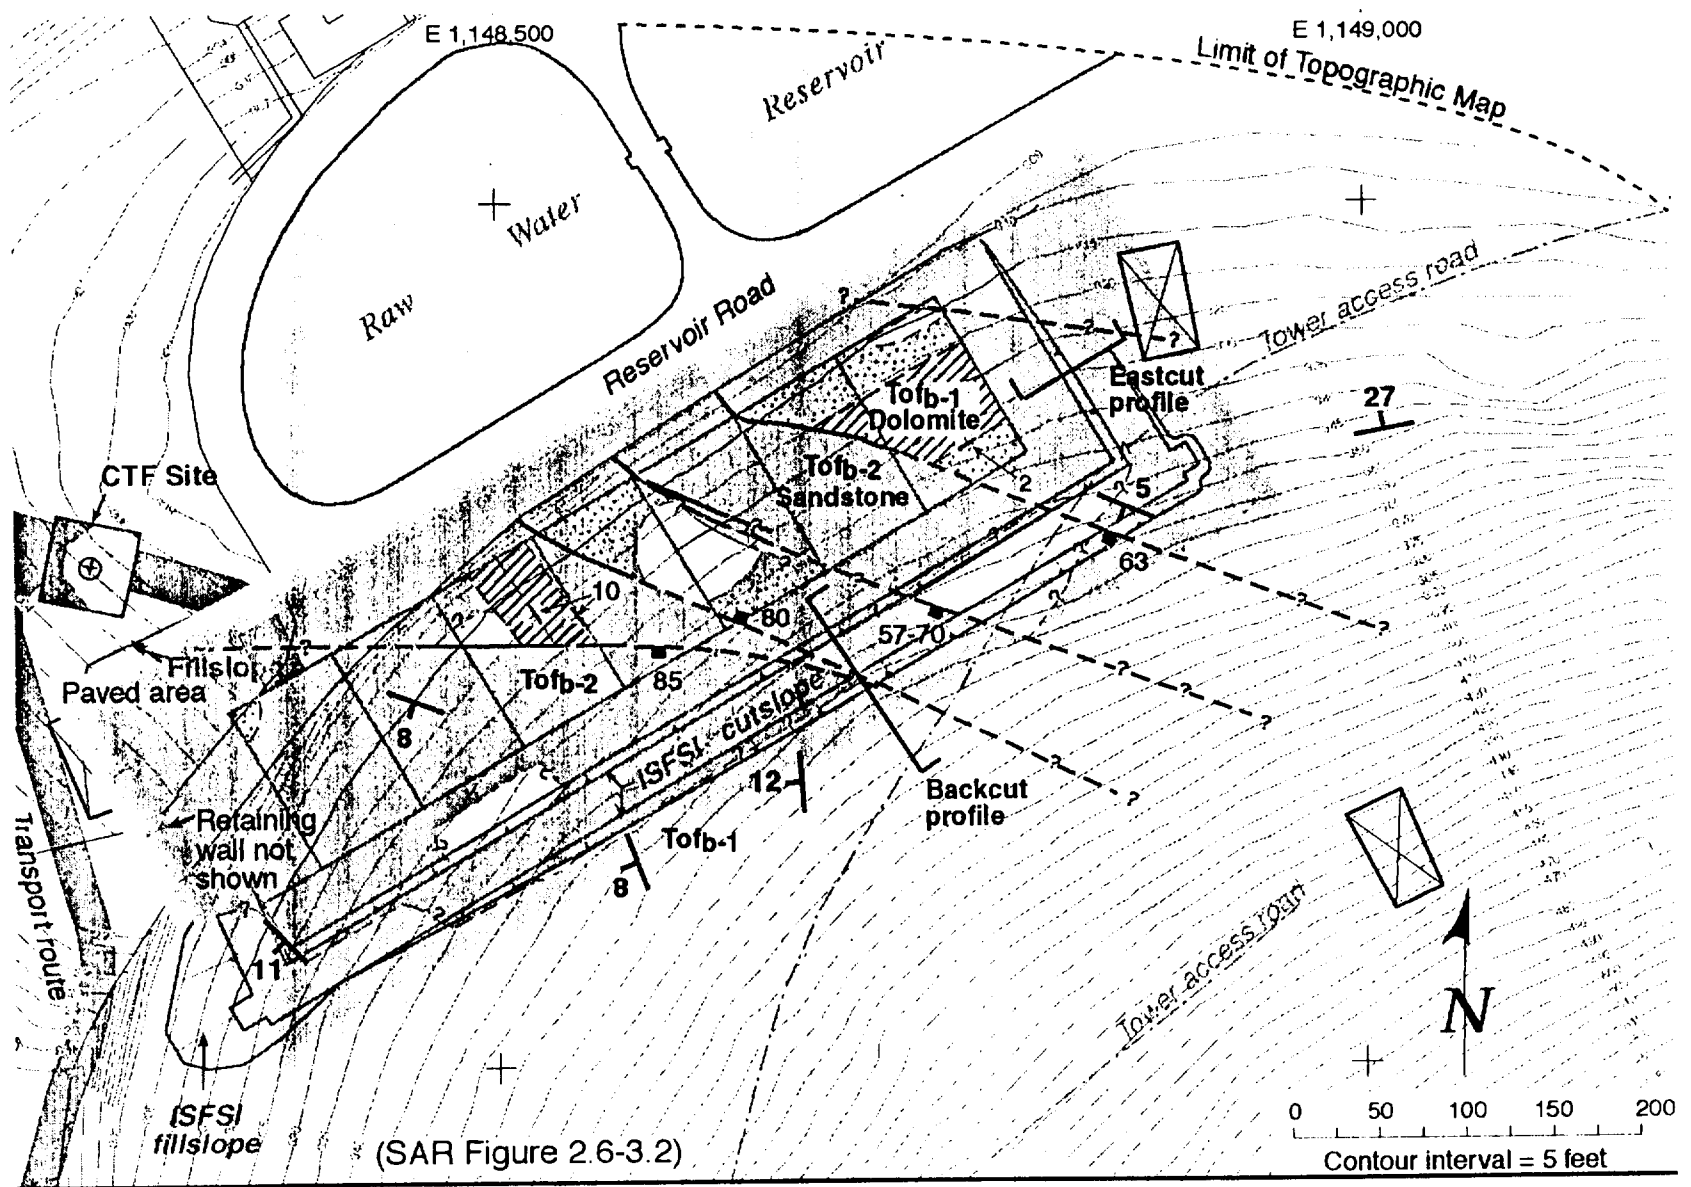 E 1,148,500
E 1,149,000
Limit of Topographic Map
Reservoir
Water
Raw
Reservoir Road
Tower access road
?
?
?
Eastcut
profile
27
Tofb-1
Dolomite
Tofb-2
Sandstone
CTF Site
2
5
?
63
?
?
10
80
57-70
?
?
?
?
?
Fillslop
Paved area
Tofb-2
85
8
ISFSI cutslope
12
Backcut
profile
?
?
Retaining
wall not
shown
Tofb-1
8
Transport route
?
?
11
Tower access road
N
ISFSI
fillslope
(SAR Figure 2.6-3.2)
0 50 100 150 200
Contour interval = 5 feet